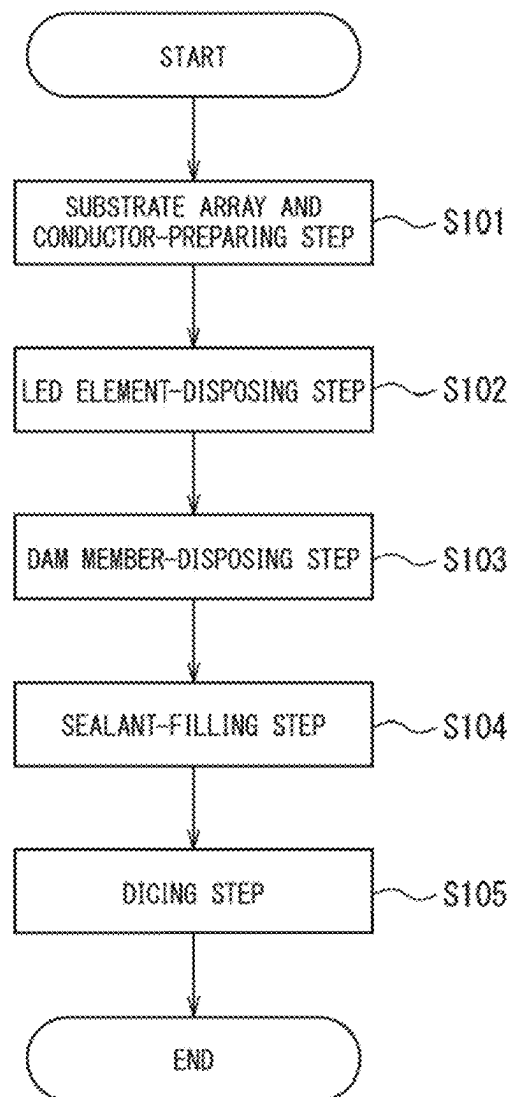 START
SUBSTRATE ARRAY AND
CONDUCTOR-PREPARING STEP
S101
LED ELEMENT-DISPOSING STEP
S102
DAM MEMBER-DISPOSING STEP
S103
SEALANT-FILLING STEP
S104
DICING STEP
S105
END